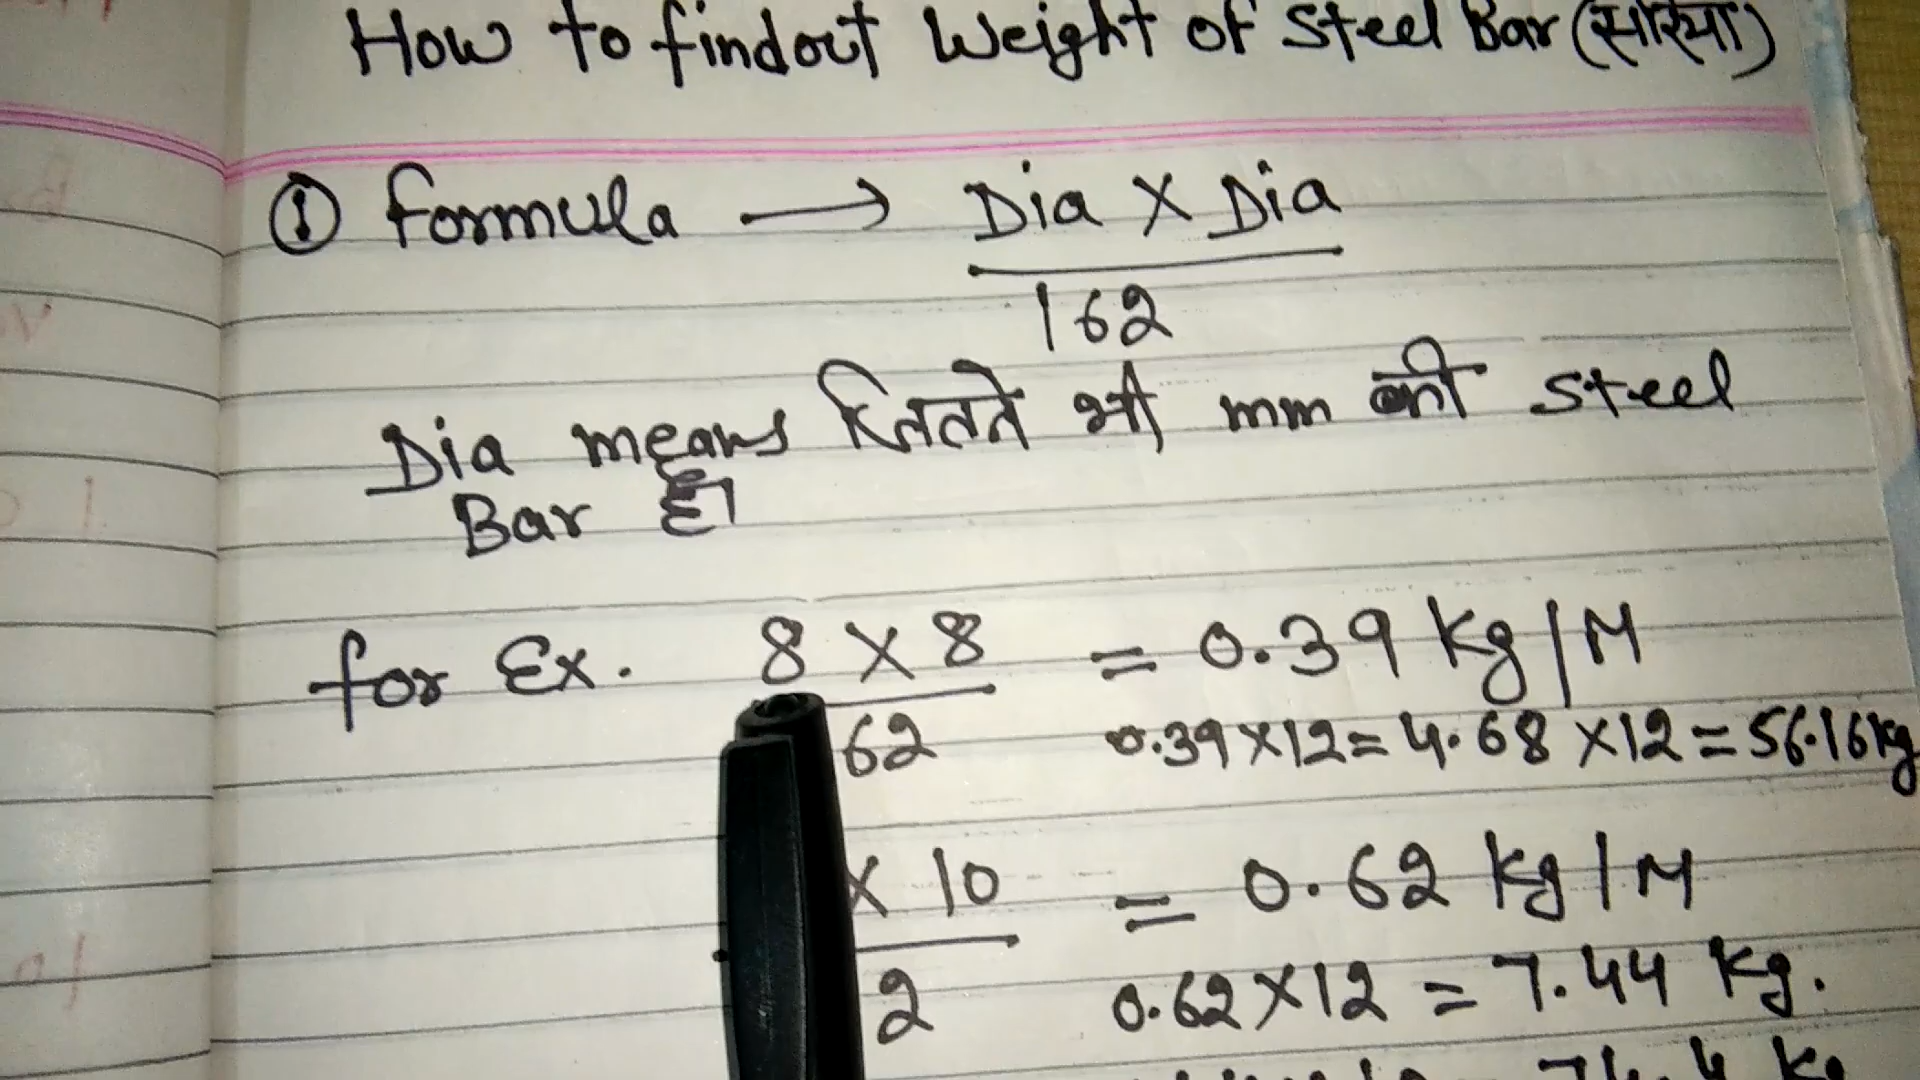 How to findout Weight of Steel Bar (सरिया)
① formula → Dia X Dia
162
Dia means जितने भी mm की steel
Bar है।
for Ex. 8 X 8 = 0.39 Kg/M
62 0.39X12=4.68 X12=56.16kg
X 10 = 0.62 Kg/M
2 0.62X12 = 7.44 Kg.